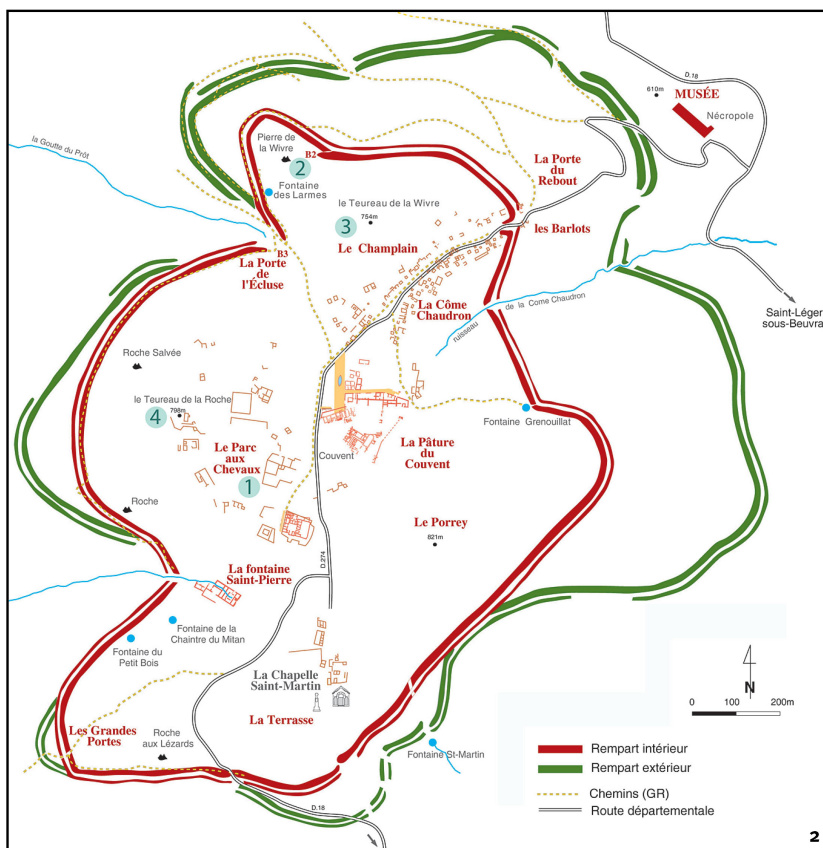 D.18
610m
MUSÉE
Nécropole
la Goutte du Prôt
Pierre de
la Wivre
B2
2
Fontaine
des Larmes
La Porte
du
Rebout
le Teureau de la Wivre
3
754m
les Barlots
Le Champlain
B3
La Porte
de
l'Écluse
La Côme
Chaudron
ruisseau
de la Come Chaudron
Saint-Léger
sous-Beuvra
Roche Salvée
le Teureau de la Roche
4
798m
Fontaine Grenouillat
Le Parc
aux
Chevaux
1
Couvent
La Pâture
du
Couvent
Roche
Le Porrey
821m
La fontaine
Saint-Pierre
D.274
Fontaine de la
Chaintre du Mitan
Fontaine du
Petit Bois
La Chapelle
Saint-Martin
La Terrasse
Les Grandes
Portes
Roche
aux Lézards
Fontaine St-Martin
D.18
N
0 100 200m
Rempart intérieur
Rempart extérieur
Chemins (GR)
Route départementale
2